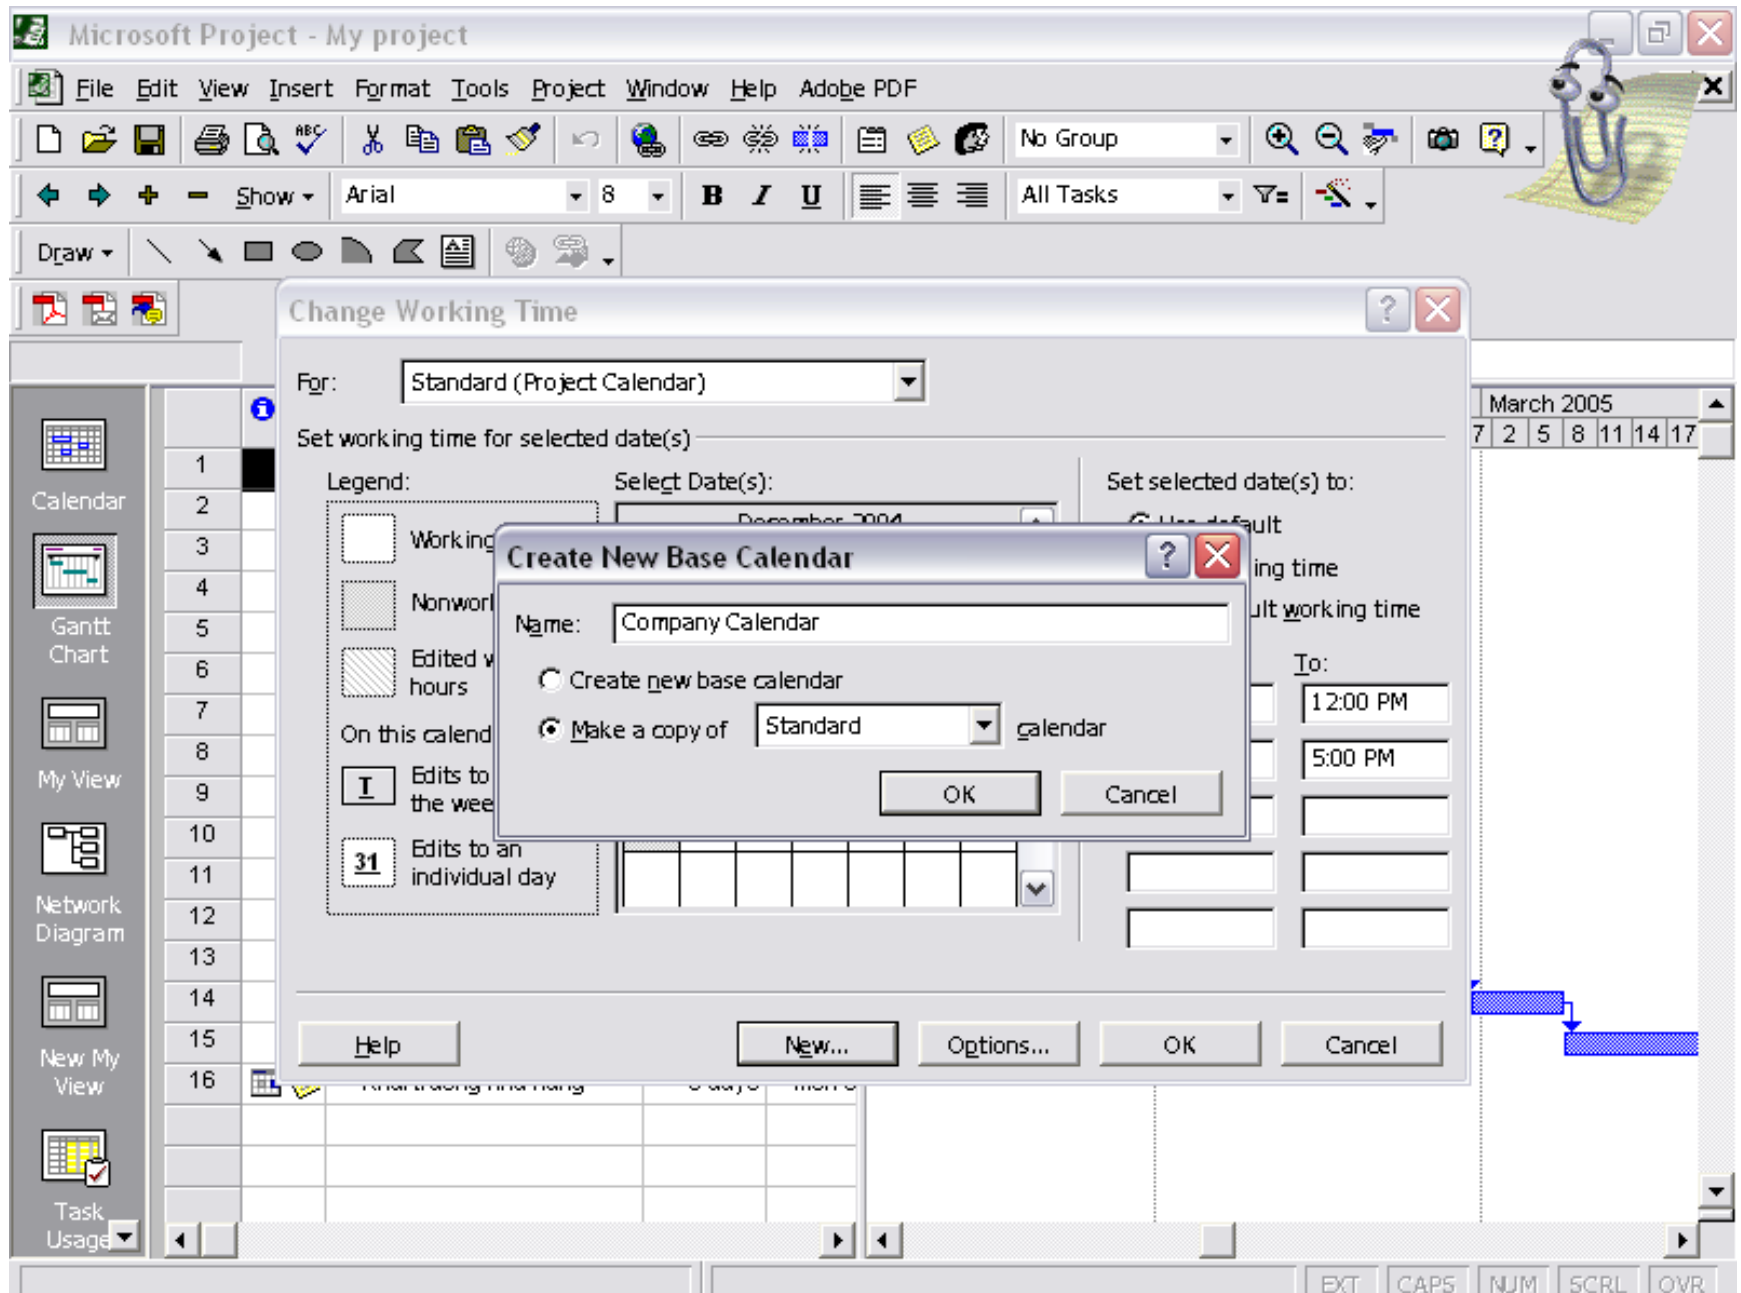 Microsoft Project - My project
File Edit View Insert Format Tools Project Window Help Adobe PDF
ABC No Group
Show Arial 8 B I U All Tasks
Draw
Change Working Time
For: Standard (Project Calendar)
Set working time for selected date(s)
March 2005
7 2 5 8 11 14 17
Legend: Select Date(s): Set selected date(s) to:
December 2004 Use default
Working
Create New Base Calendar
ing time
Nonwork
ult working time
Name: Company Calendar
Edited w
hours
To:
Create new base calendar
12:00 PM
On this calend
Make a copy of Standard calendar
5:00 PM
T Edits to
the wee
OK Cancel
31 Edits to an
individual day
Help New... Options... OK Cancel
Calendar
Gantt
Chart
My View
Network
Diagram
New My
View
Task
Usage
1
2
3
4
5
6
7
8
9
10
11
12
13
14
15
16
EXT CAPS NUM SCRL OVR